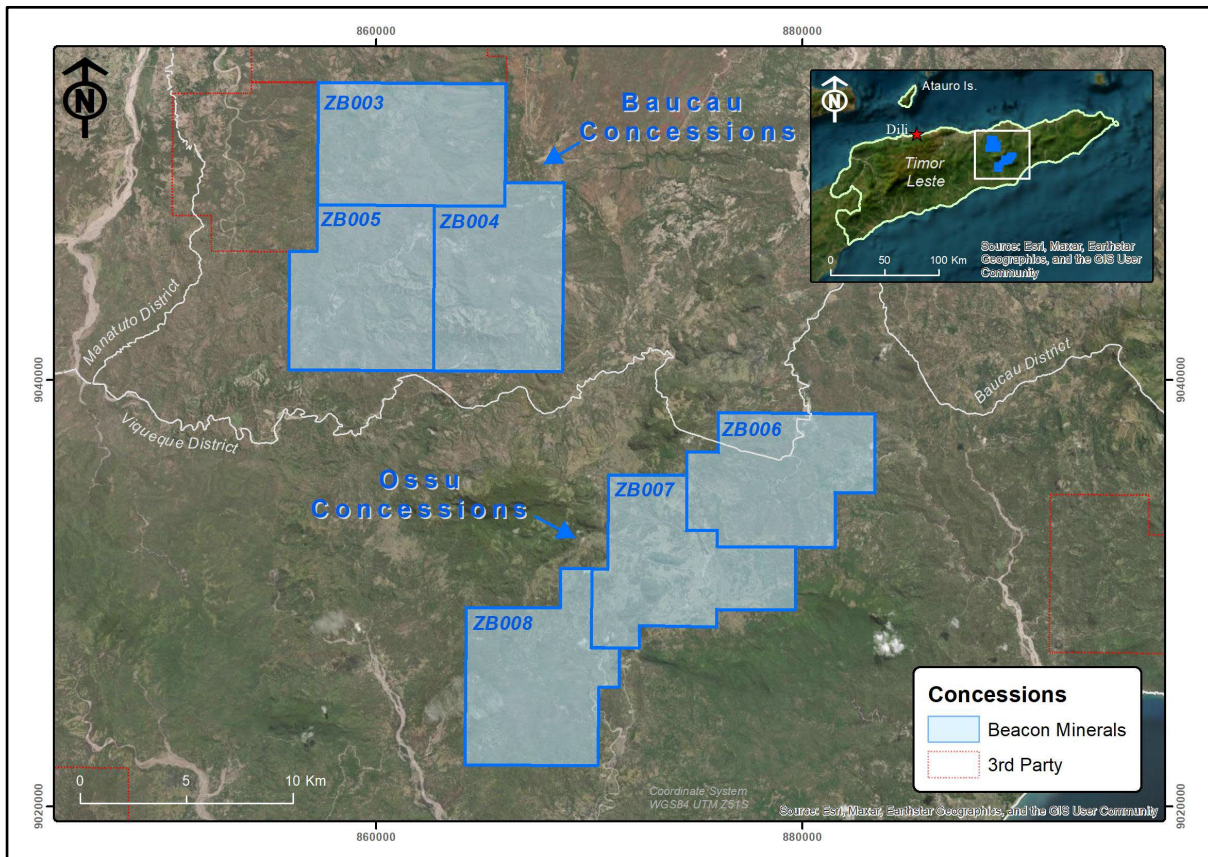 860000
880000
N
ZB003
Baucau
Concessions
ZB005
ZB004
N
Atauro Is.
Dili
Timor
Leste
Source: Esri, Maxar, Earthstar
Geographics, and the GIS User
Community
0 50 100 Km
Manatuto District
Viqueque District
Baucau District
9040000
9040000
ZB006
Ossu
Concessions
ZB007
ZB008
Concessions
Beacon Minerals
3rd Party
0 5 10 Km
Coordinate System
WGS84 UTM Z51S
Source: Esri, Maxar, Earthstar Geographics, and the GIS User Community
9020000
9020000
860000
880000